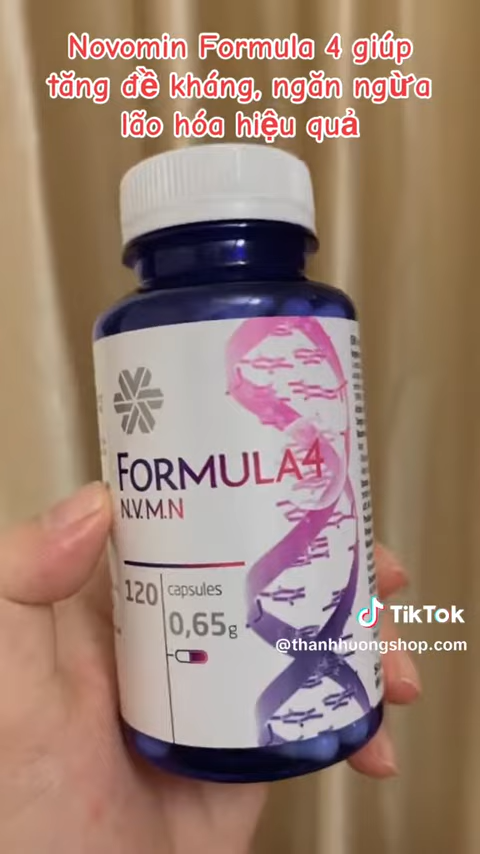 Novomin Formula 4 giúp
tăng đề kháng, ngăn ngừa
lão hóa hiệu quả
FORMULA4
N.V.M.N
120 capsules
0,65g
TikTok
@thanhhuongshop.com